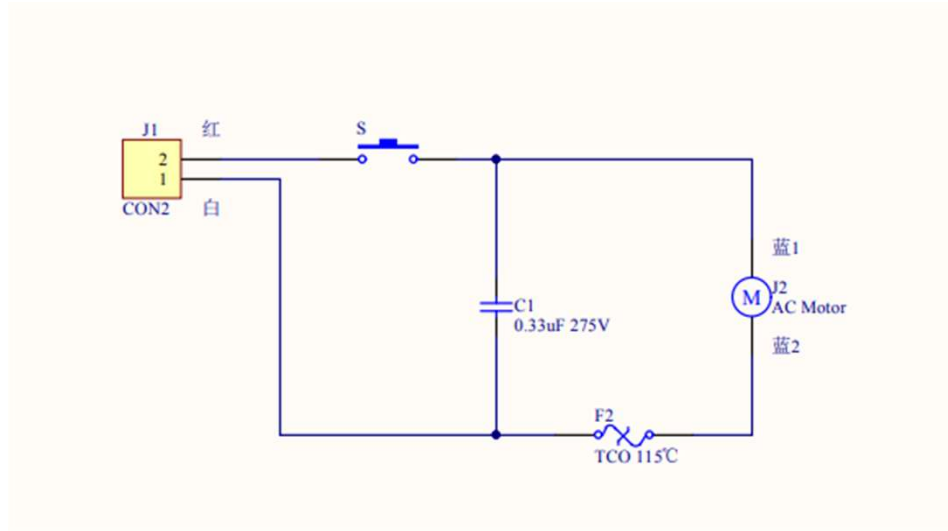 J1
红
2
1
CON2
白
S
C1
0.33uF 275V
蓝1
M
J2
AC Motor
蓝2
F2
TCO 115℃